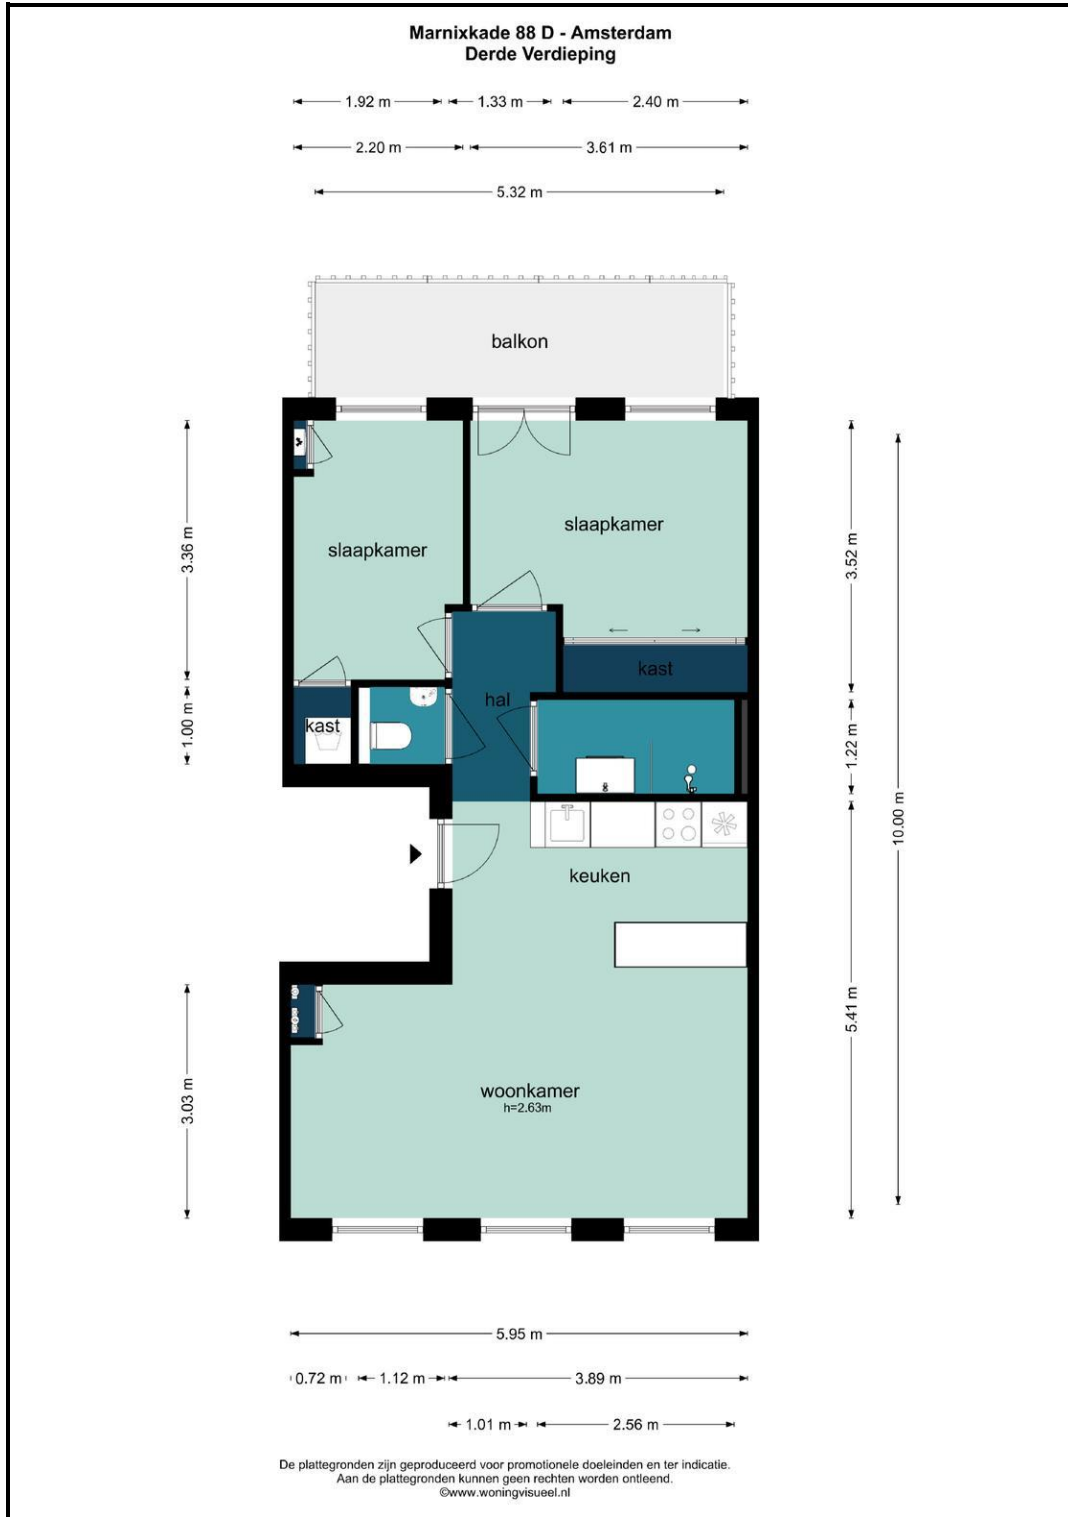 Marnixkade 88 D - Amsterdam
Derde Verdieping
1.92 m
1.33 m
2.40 m
2.20 m
3.61 m
5.32 m
balkon
slaapkamer
slaapkamer
3.36 m
3.52 m
kast
hal
kast
1.00 m
1.22 m
10.00 m
keuken
5.41 m
woonkamer
h=2.63m
3.03 m
5.95 m
0.72 m
1.12 m
3.89 m
1.01 m
2.56 m
De plattegronden zijn geproduceerd voor promotionele doeleinden en ter indicatie.
Aan de plattegronden kunnen geen rechten worden ontleend.
©www.woningvisueel.nl